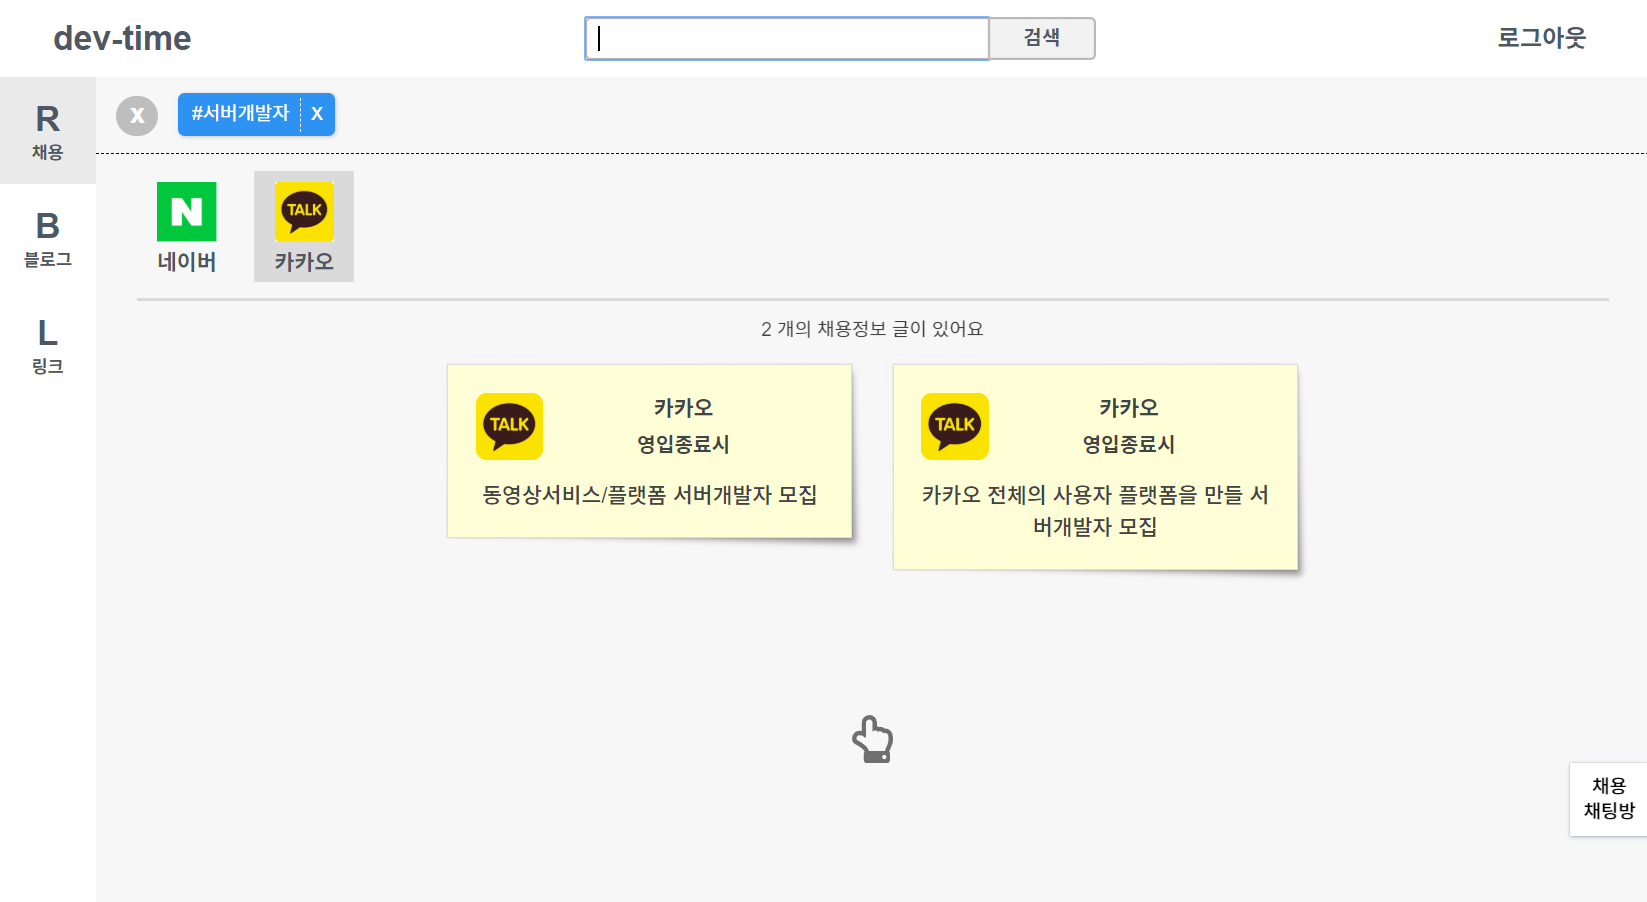 dev-time
검색
로그아웃
R
채용
B
블로그
L
링크
X
#서버개발자 X
N
네이버
TALK
카카오
2 개의 채용정보 글이 있어요
TALK
카카오
영입종료시
동영상서비스/플랫폼 서버개발자 모집
TALK
카카오
영입종료시
카카오 전체의 사용자 플랫폼을 만들 서
버개발자 모집
채용
채팅방